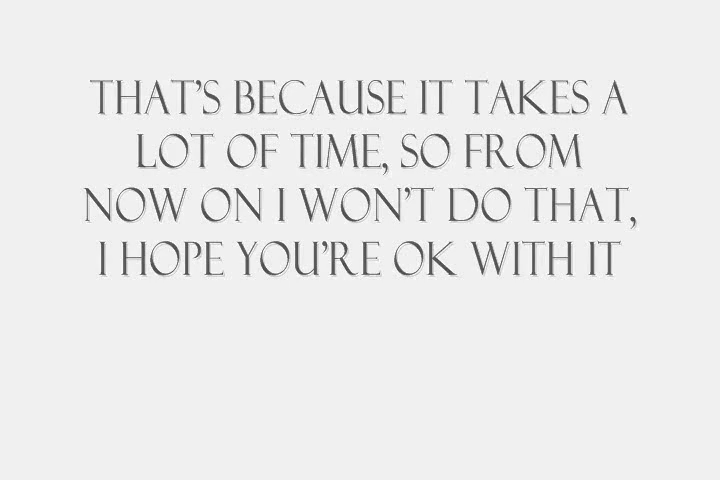 THAT'S BECAUSE IT TAKES A
LOT OF TIME, SO FROM
NOW ON I WON'T DO THAT,
I HOPE YOU'RE OK WITH IT